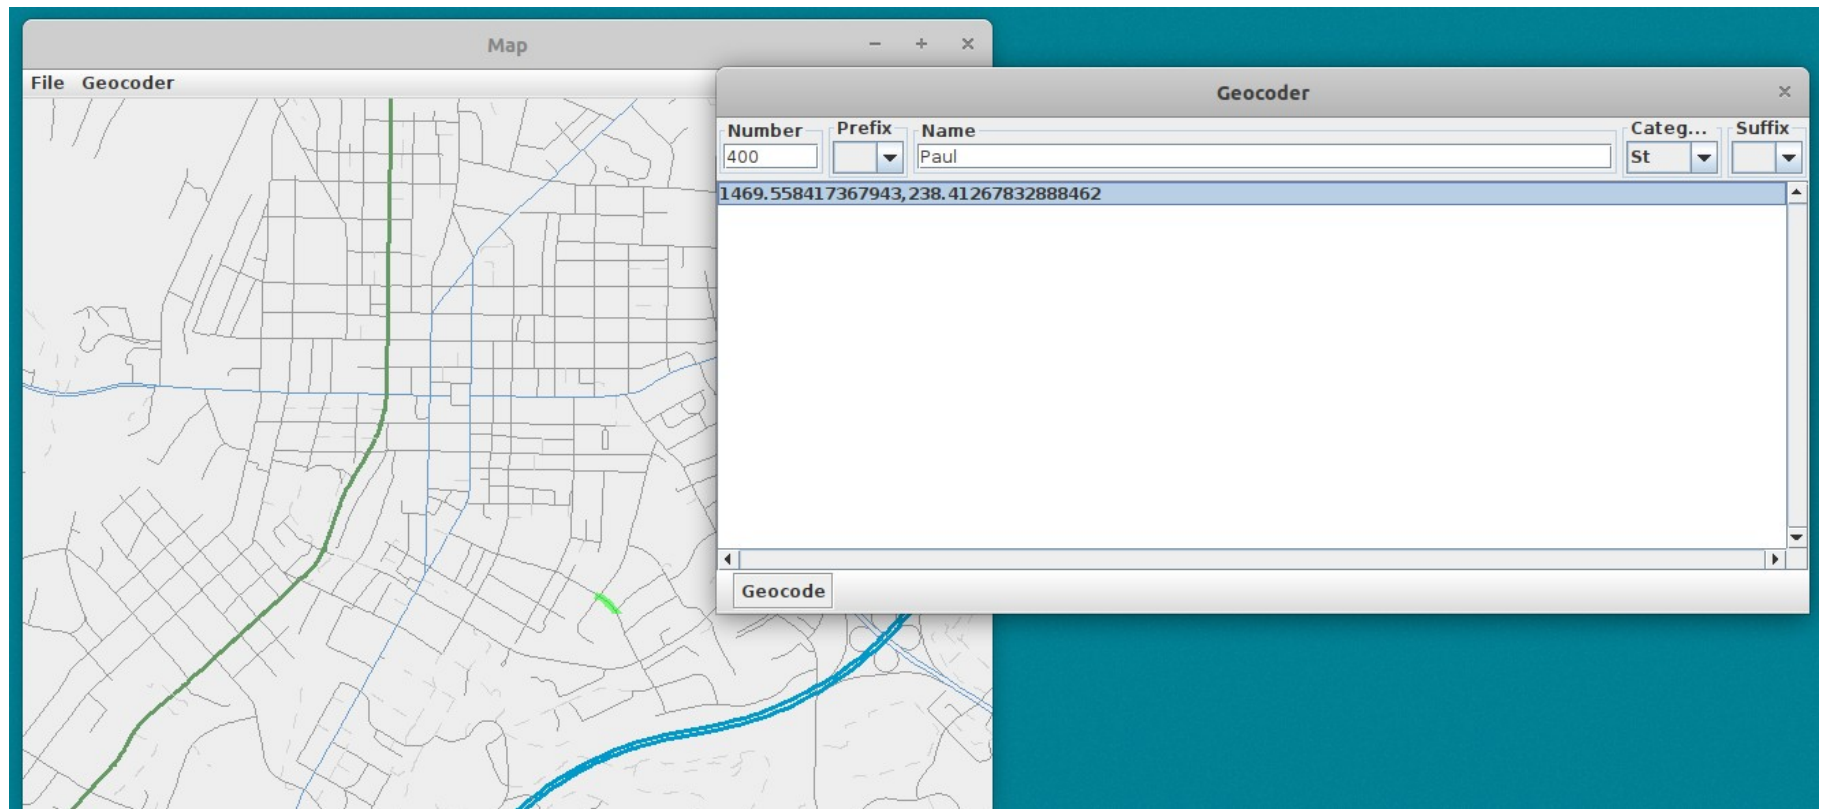 Map
File Geocoder
Geocoder
Number Prefix Name Categ... Suffix
400 Paul St
1469.558417367943,238.41267832888462
Geocode